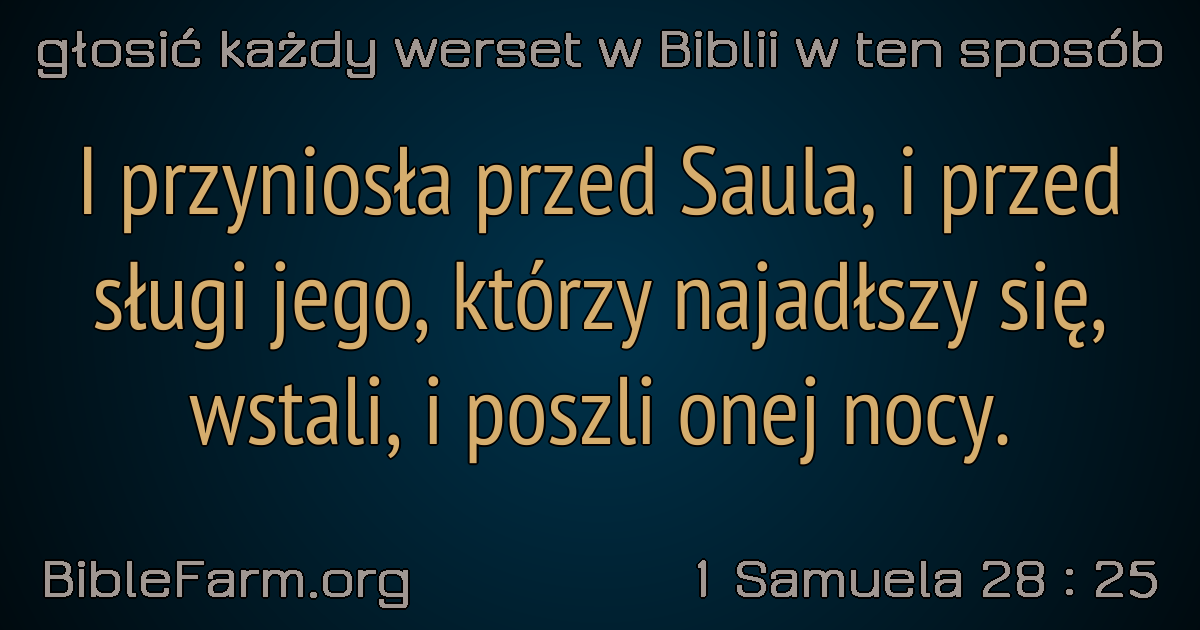 głosić każdy werset w Biblii w ten sposób
I przyniosła przed Saula, i przed
sługi jego, którzy najadłszy się,
wstali, i poszli onej nocy.
BibleFarm.org
1 Samuela 28 : 25